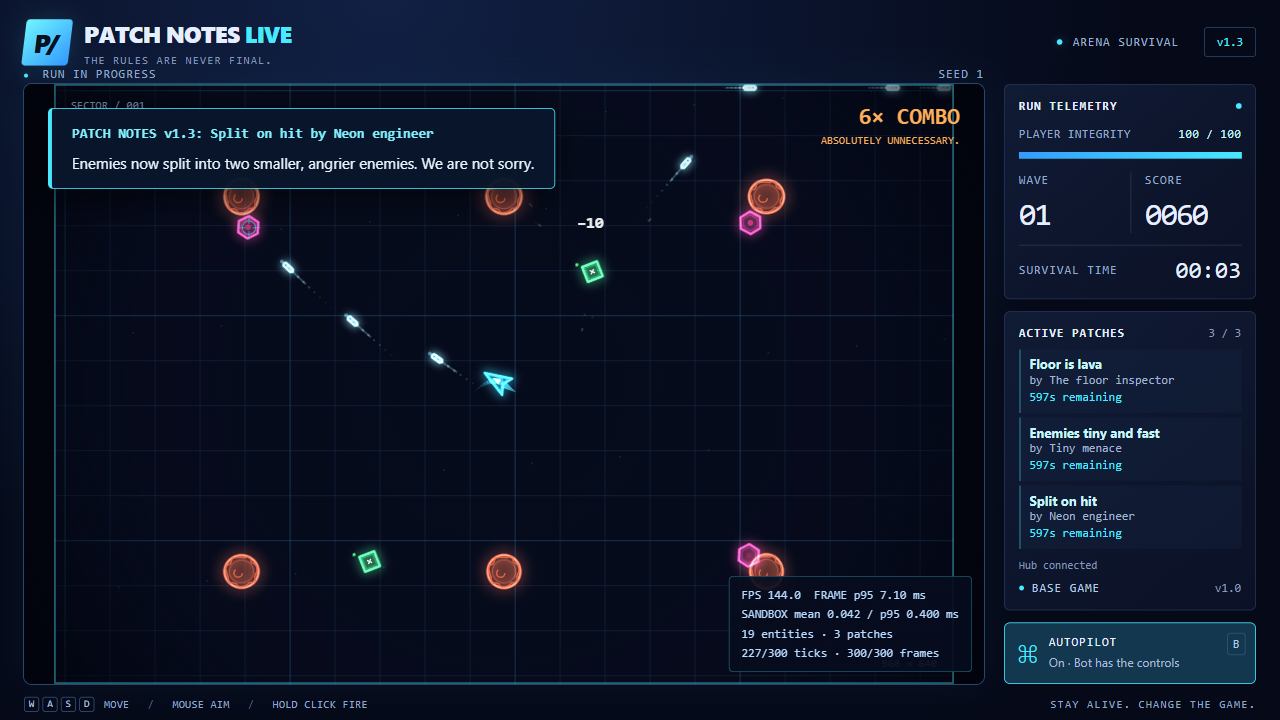 P/
PATCH NOTES LIVE
THE RULES ARE NEVER FINAL.
ARENA SURVIVAL
v1.3
RUN IN PROGRESS
SEED 1
SECTOR / 001
PATCH NOTES v1.3: Split on hit by Neon engineer
Enemies now split into two smaller, angrier enemies. We are not sorry.
6× COMBO
ABSOLUTELY UNNECESSARY.
−10
FPS 144.0 FRAME p95 7.10 ms
SANDBOX mean 0.042 / p95 0.400 ms
19 entities · 3 patches
227/300 ticks · 300/300 frames
RUN TELEMETRY
PLAYER INTEGRITY 100 / 100
WAVE SCORE
01 0060
SURVIVAL TIME 00:03
ACTIVE PATCHES 3 / 3
Floor is lava
by The floor inspector
597s remaining
Enemies tiny and fast
by Tiny menace
597s remaining
Split on hit
by Neon engineer
597s remaining
Hub connected
BASE GAME v1.0
AUTOPILOT B
⌘ On · Bot has the controls
W A S D MOVE / MOUSE AIM / HOLD CLICK FIRE
STAY ALIVE. CHANGE THE GAME.